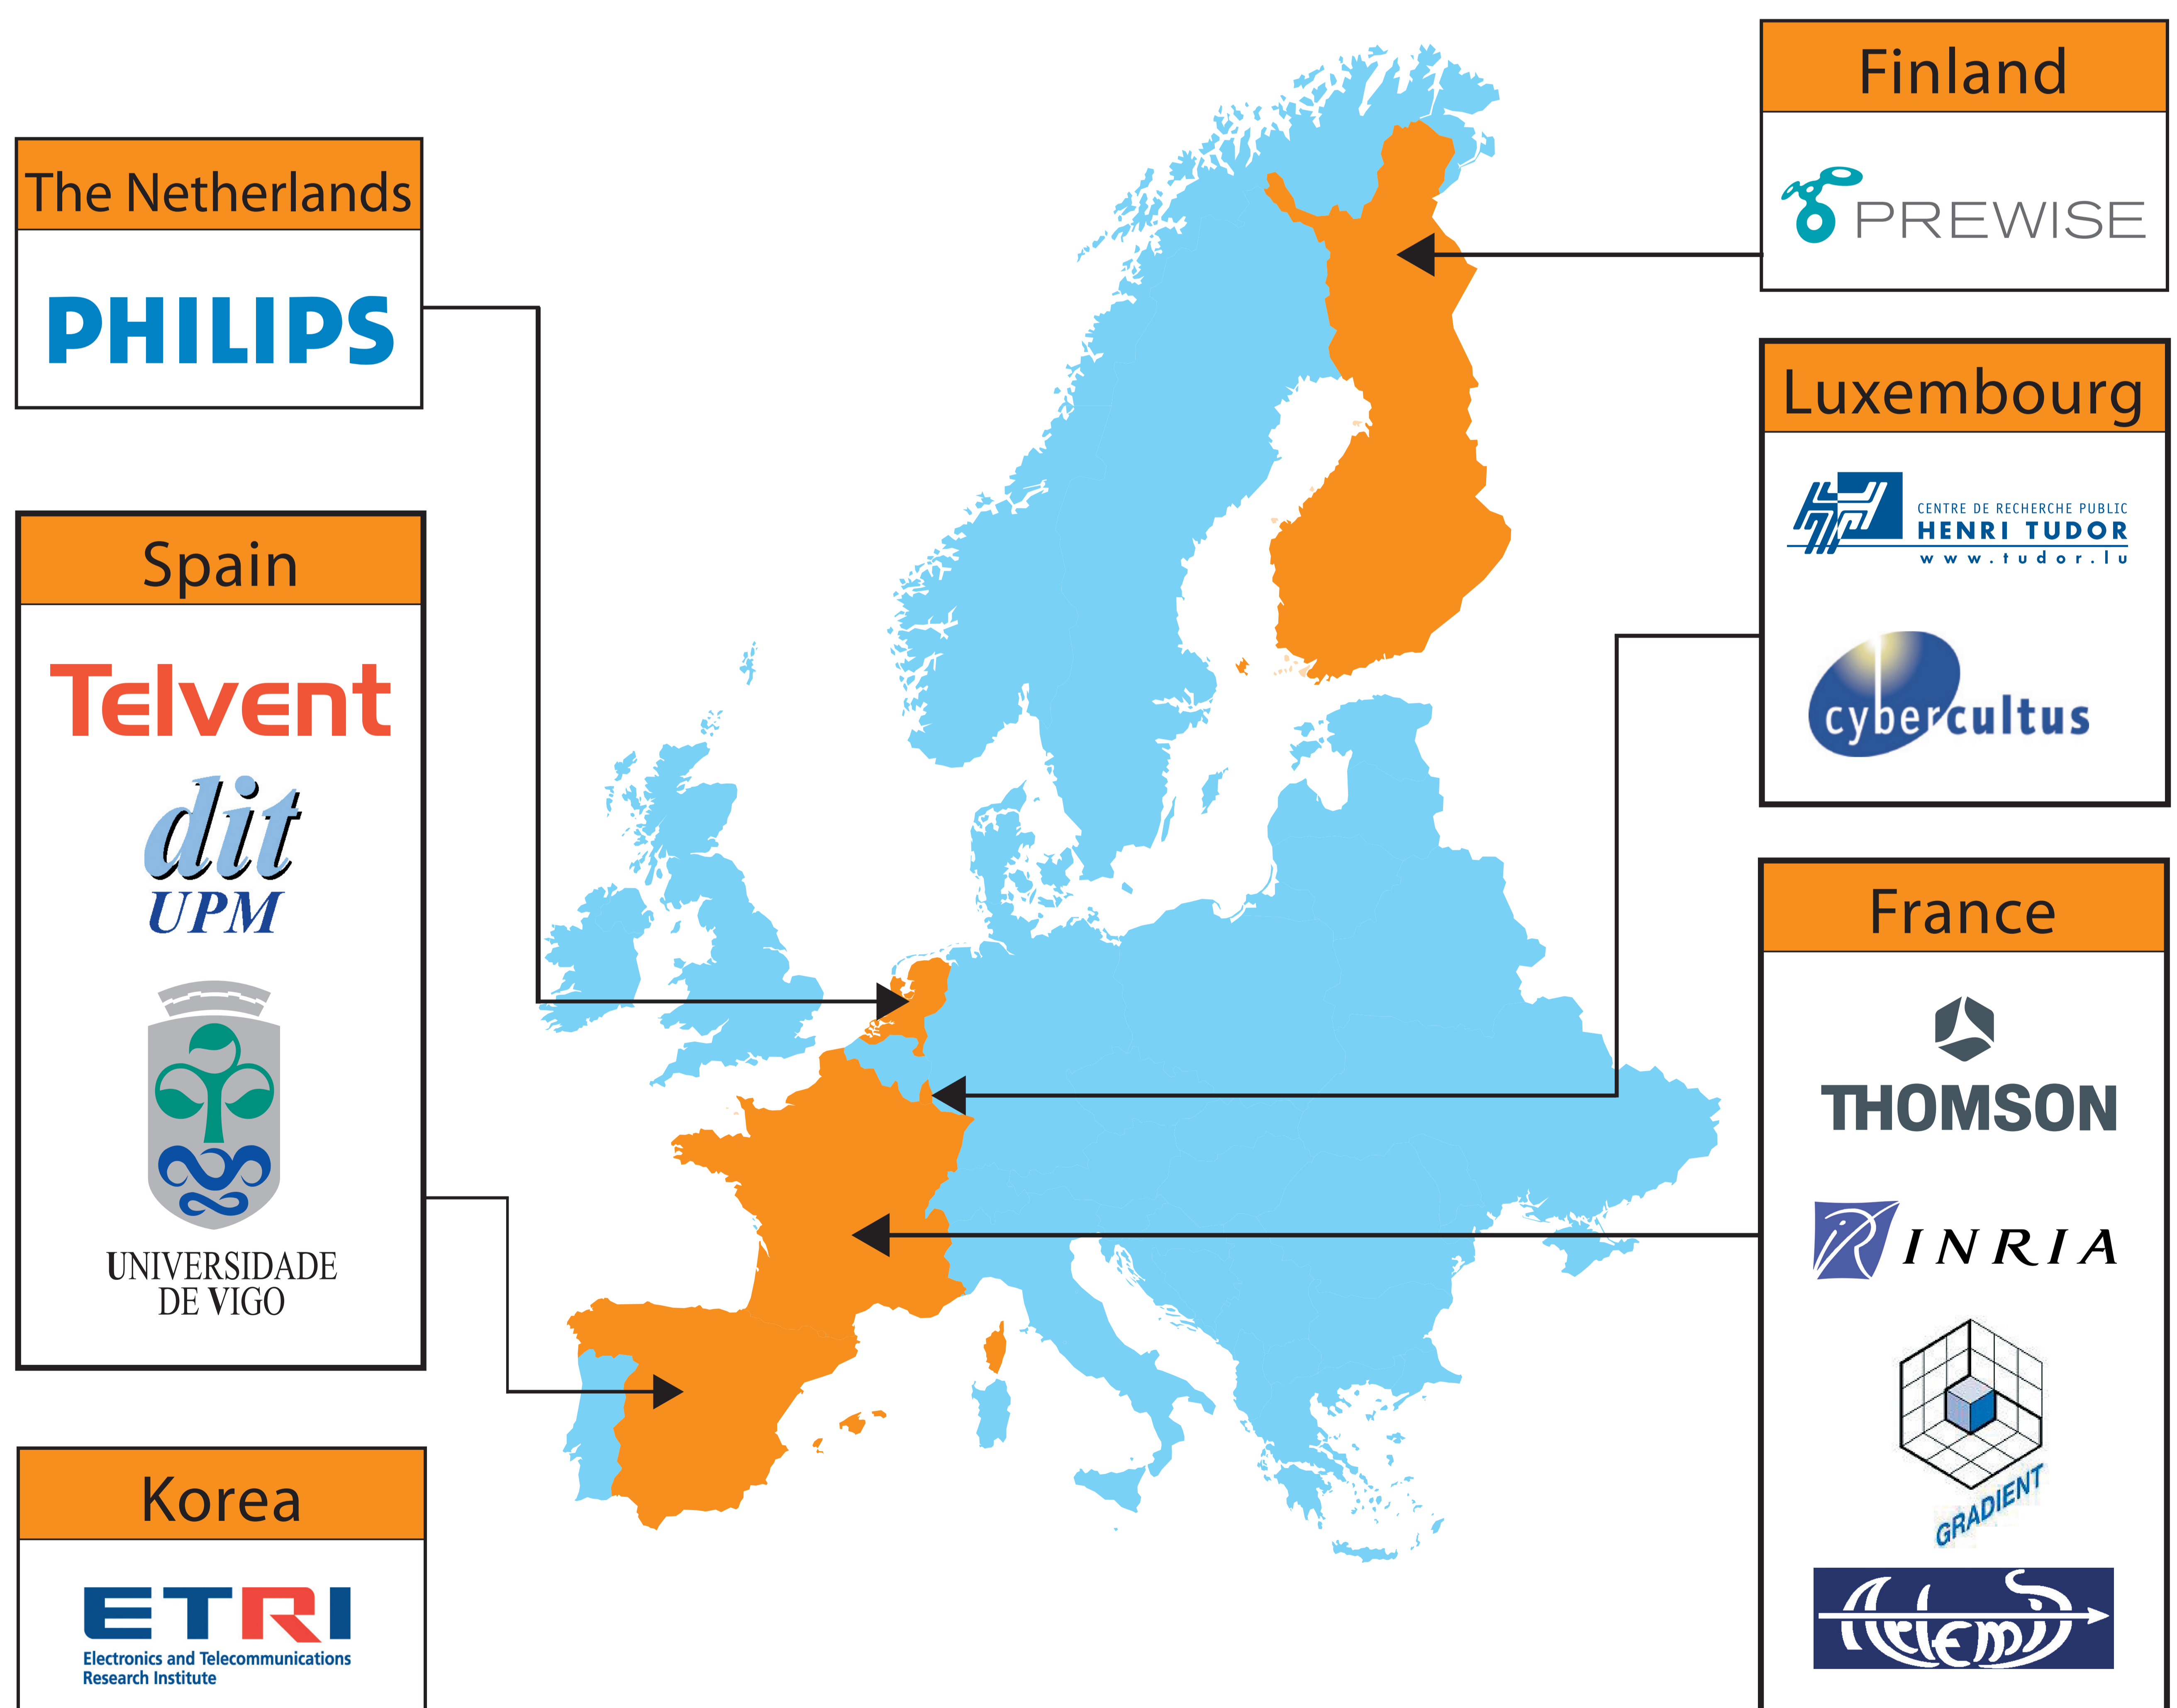 The Netherlands
PHILIPS
Spain
Telvent
dit
UPM
UNIVERSIDADE
DE VIGO
Korea
ETRI
Electronics and Telecommunications
Research Institute
Finland
PREWISE
Luxembourg
CENTRE DE RECHERCHE PUBLIC
HENRI TUDOR
www.tudor.lu
cybercultus
France
THOMSON
INRIA
GRADIENT
Artemis